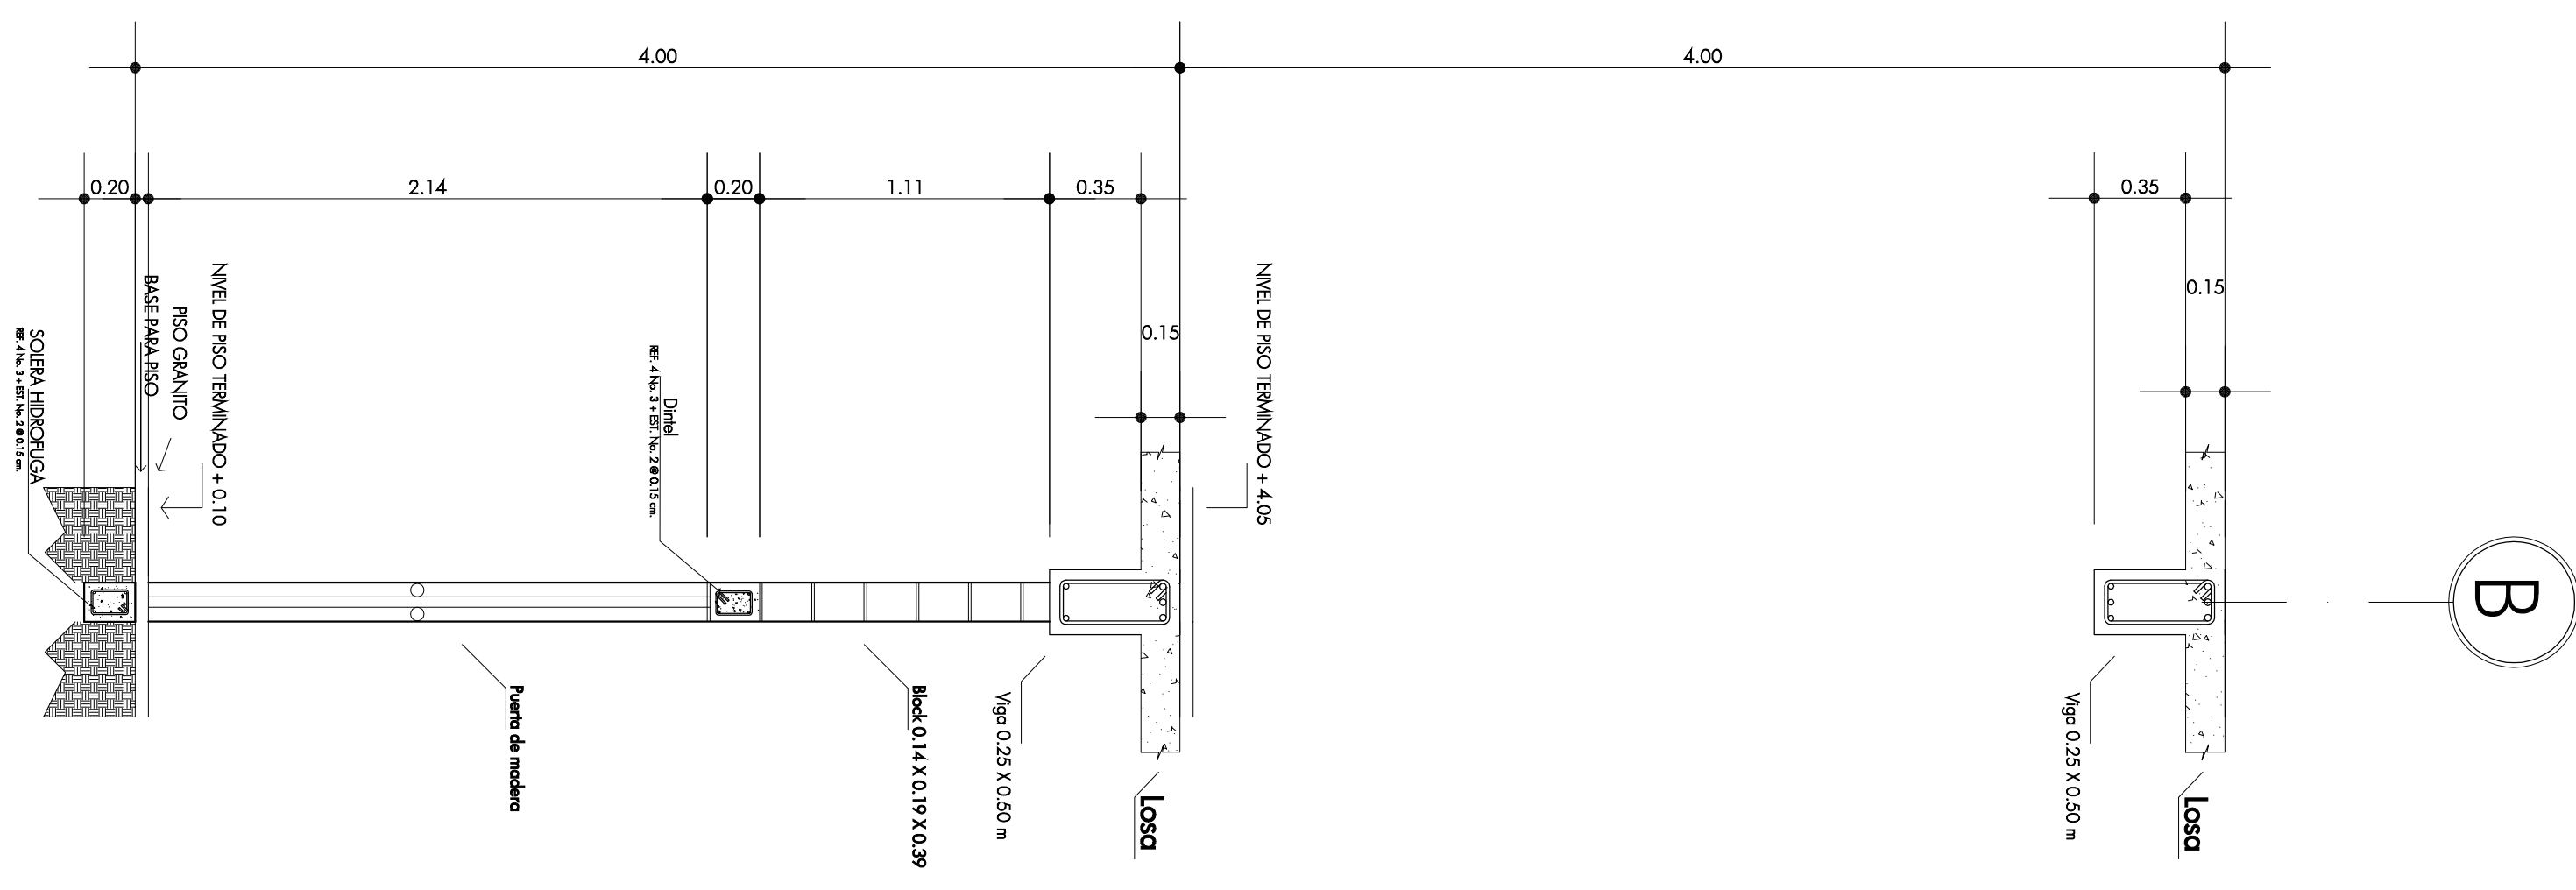 4.00
4.00
0.20
2.14
0.20
1.11
0.35
0.35
0.15
0.15
NIVEL DE PISO TERMINADO + 4.05
NIVEL DE PISO TERMINADO + 0.10
PISO GRANITO
BASE PARA PISO
SOLERA HIDROFUGA
REF. 4 No. 3 + EST. No. 2 @ 0.15 cm.
Dintel
REF. 4 No. 3 + EST. No. 2 @ 0.15 cm.
B
Puerta de madera
Block 0.14 X 0.19 X 0.39
Viga 0.25 X 0.50 m
Losa
Viga 0.25 X 0.50 m
Losa